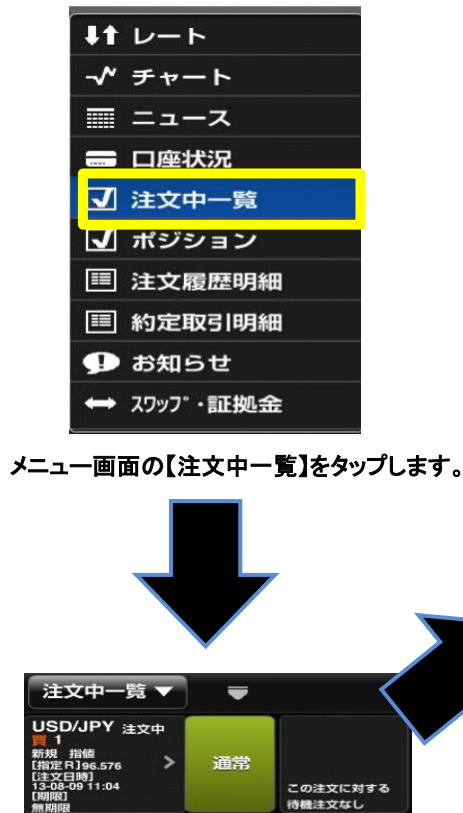 レート
チャート
ニュース
口座状況
注文中一覧
ポジション
注文履歴明細
約定取引明細
お知らせ
スワップ・証拠金
メニュー画面の【注文中一覧】をタップします。
注文中一覧 ▼
USD/JPY 注文中
買 1
新規 指値
[指定R]96.576
[注文日時]
13-08-09 11:04
[期限]
無期限
通常
この注文に対する
待機注文なし